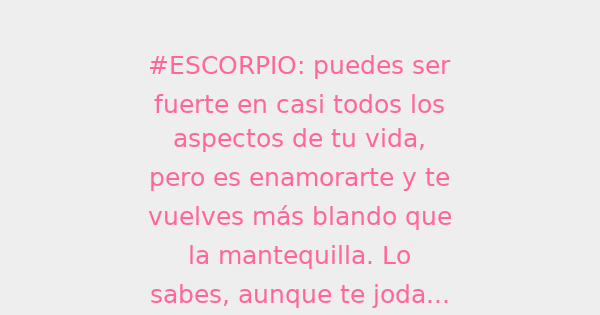 #ESCORPIO: puedes ser
fuerte en casi todos los
aspectos de tu vida,
pero es enamorarte y te
vuelves más blando que
la mantequilla. Lo
sabes, aunque te joda...